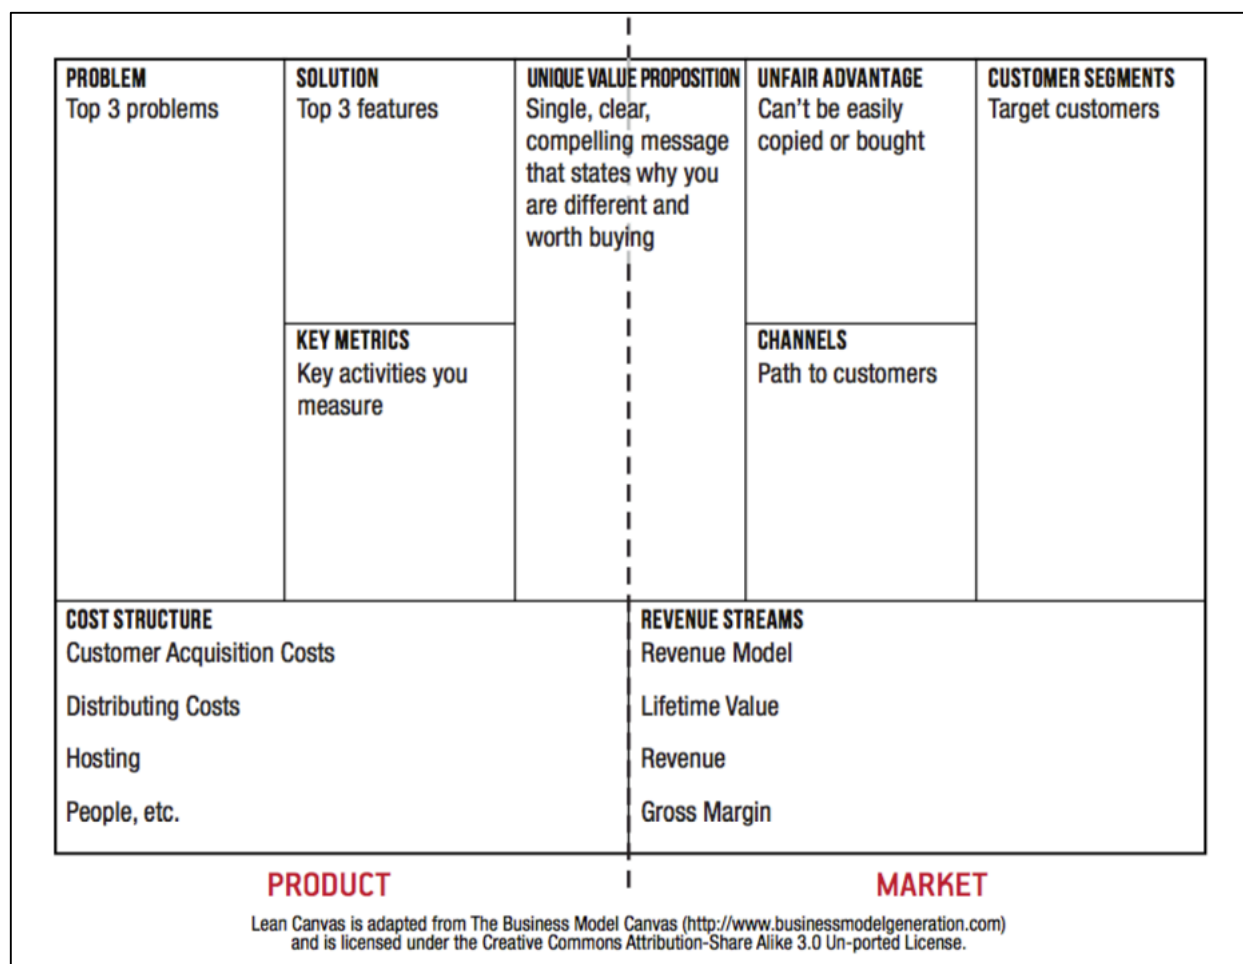 PROBLEM
Top 3 problems
SOLUTION
Top 3 features
KEY METRICS
Key activities you
measure
UNIQUE VALUE PROPOSITION
Single, clear,
compelling message
that states why you
are different and
worth buying
UNFAIR ADVANTAGE
Can't be easily
copied or bought
CHANNELS
Path to customers
CUSTOMER SEGMENTS
Target customers
COST STRUCTURE
Customer Acquisition Costs
Distributing Costs
Hosting
People, etc.
REVENUE STREAMS
Revenue Model
Lifetime Value
Revenue
Gross Margin
PRODUCT
MARKET
Lean Canvas is adapted from The Business Model Canvas (http://www.businessmodelgeneration.com)
and is licensed under the Creative Commons Attribution-Share Alike 3.0 Un-ported License.